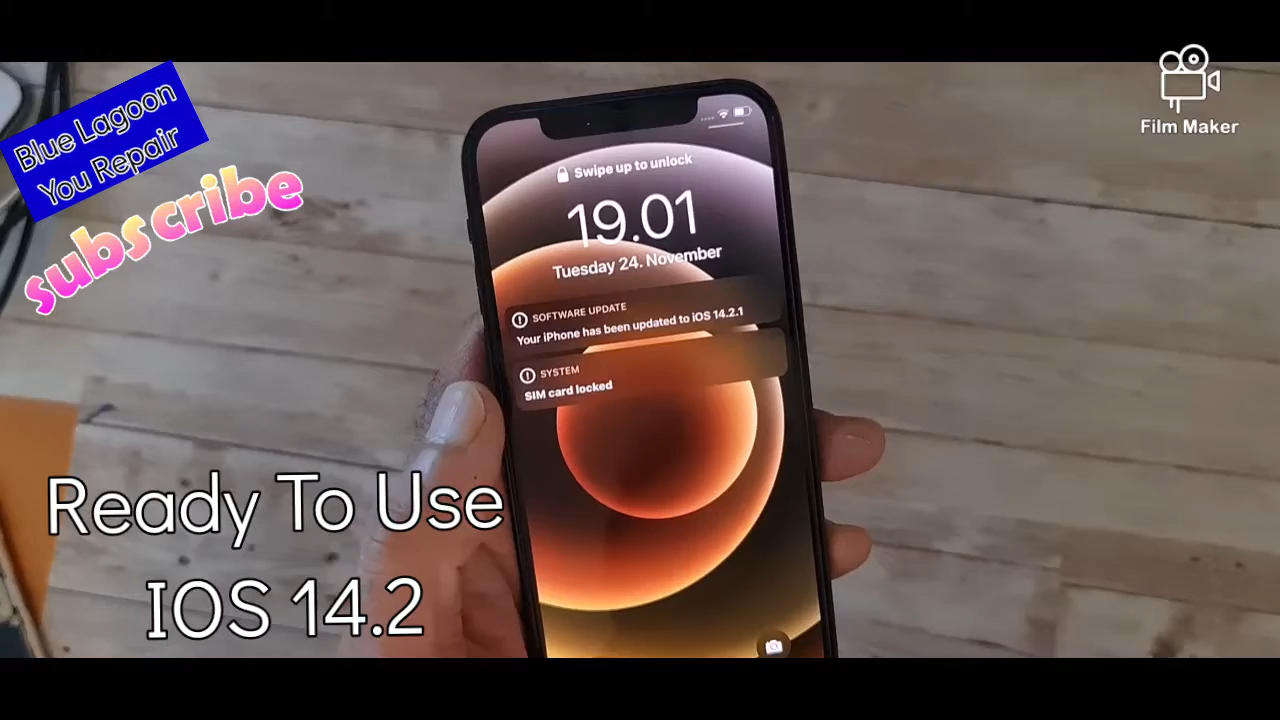 Blue Lagoon
You Repair
subscribe
Film Maker
Swipe up to unlock
19.01
Tuesday 24. November
SOFTWARE UPDATE
Your iPhone has been updated to iOS 14.2.1
SYSTEM
SIM card locked
Ready To Use
IOS 14.2